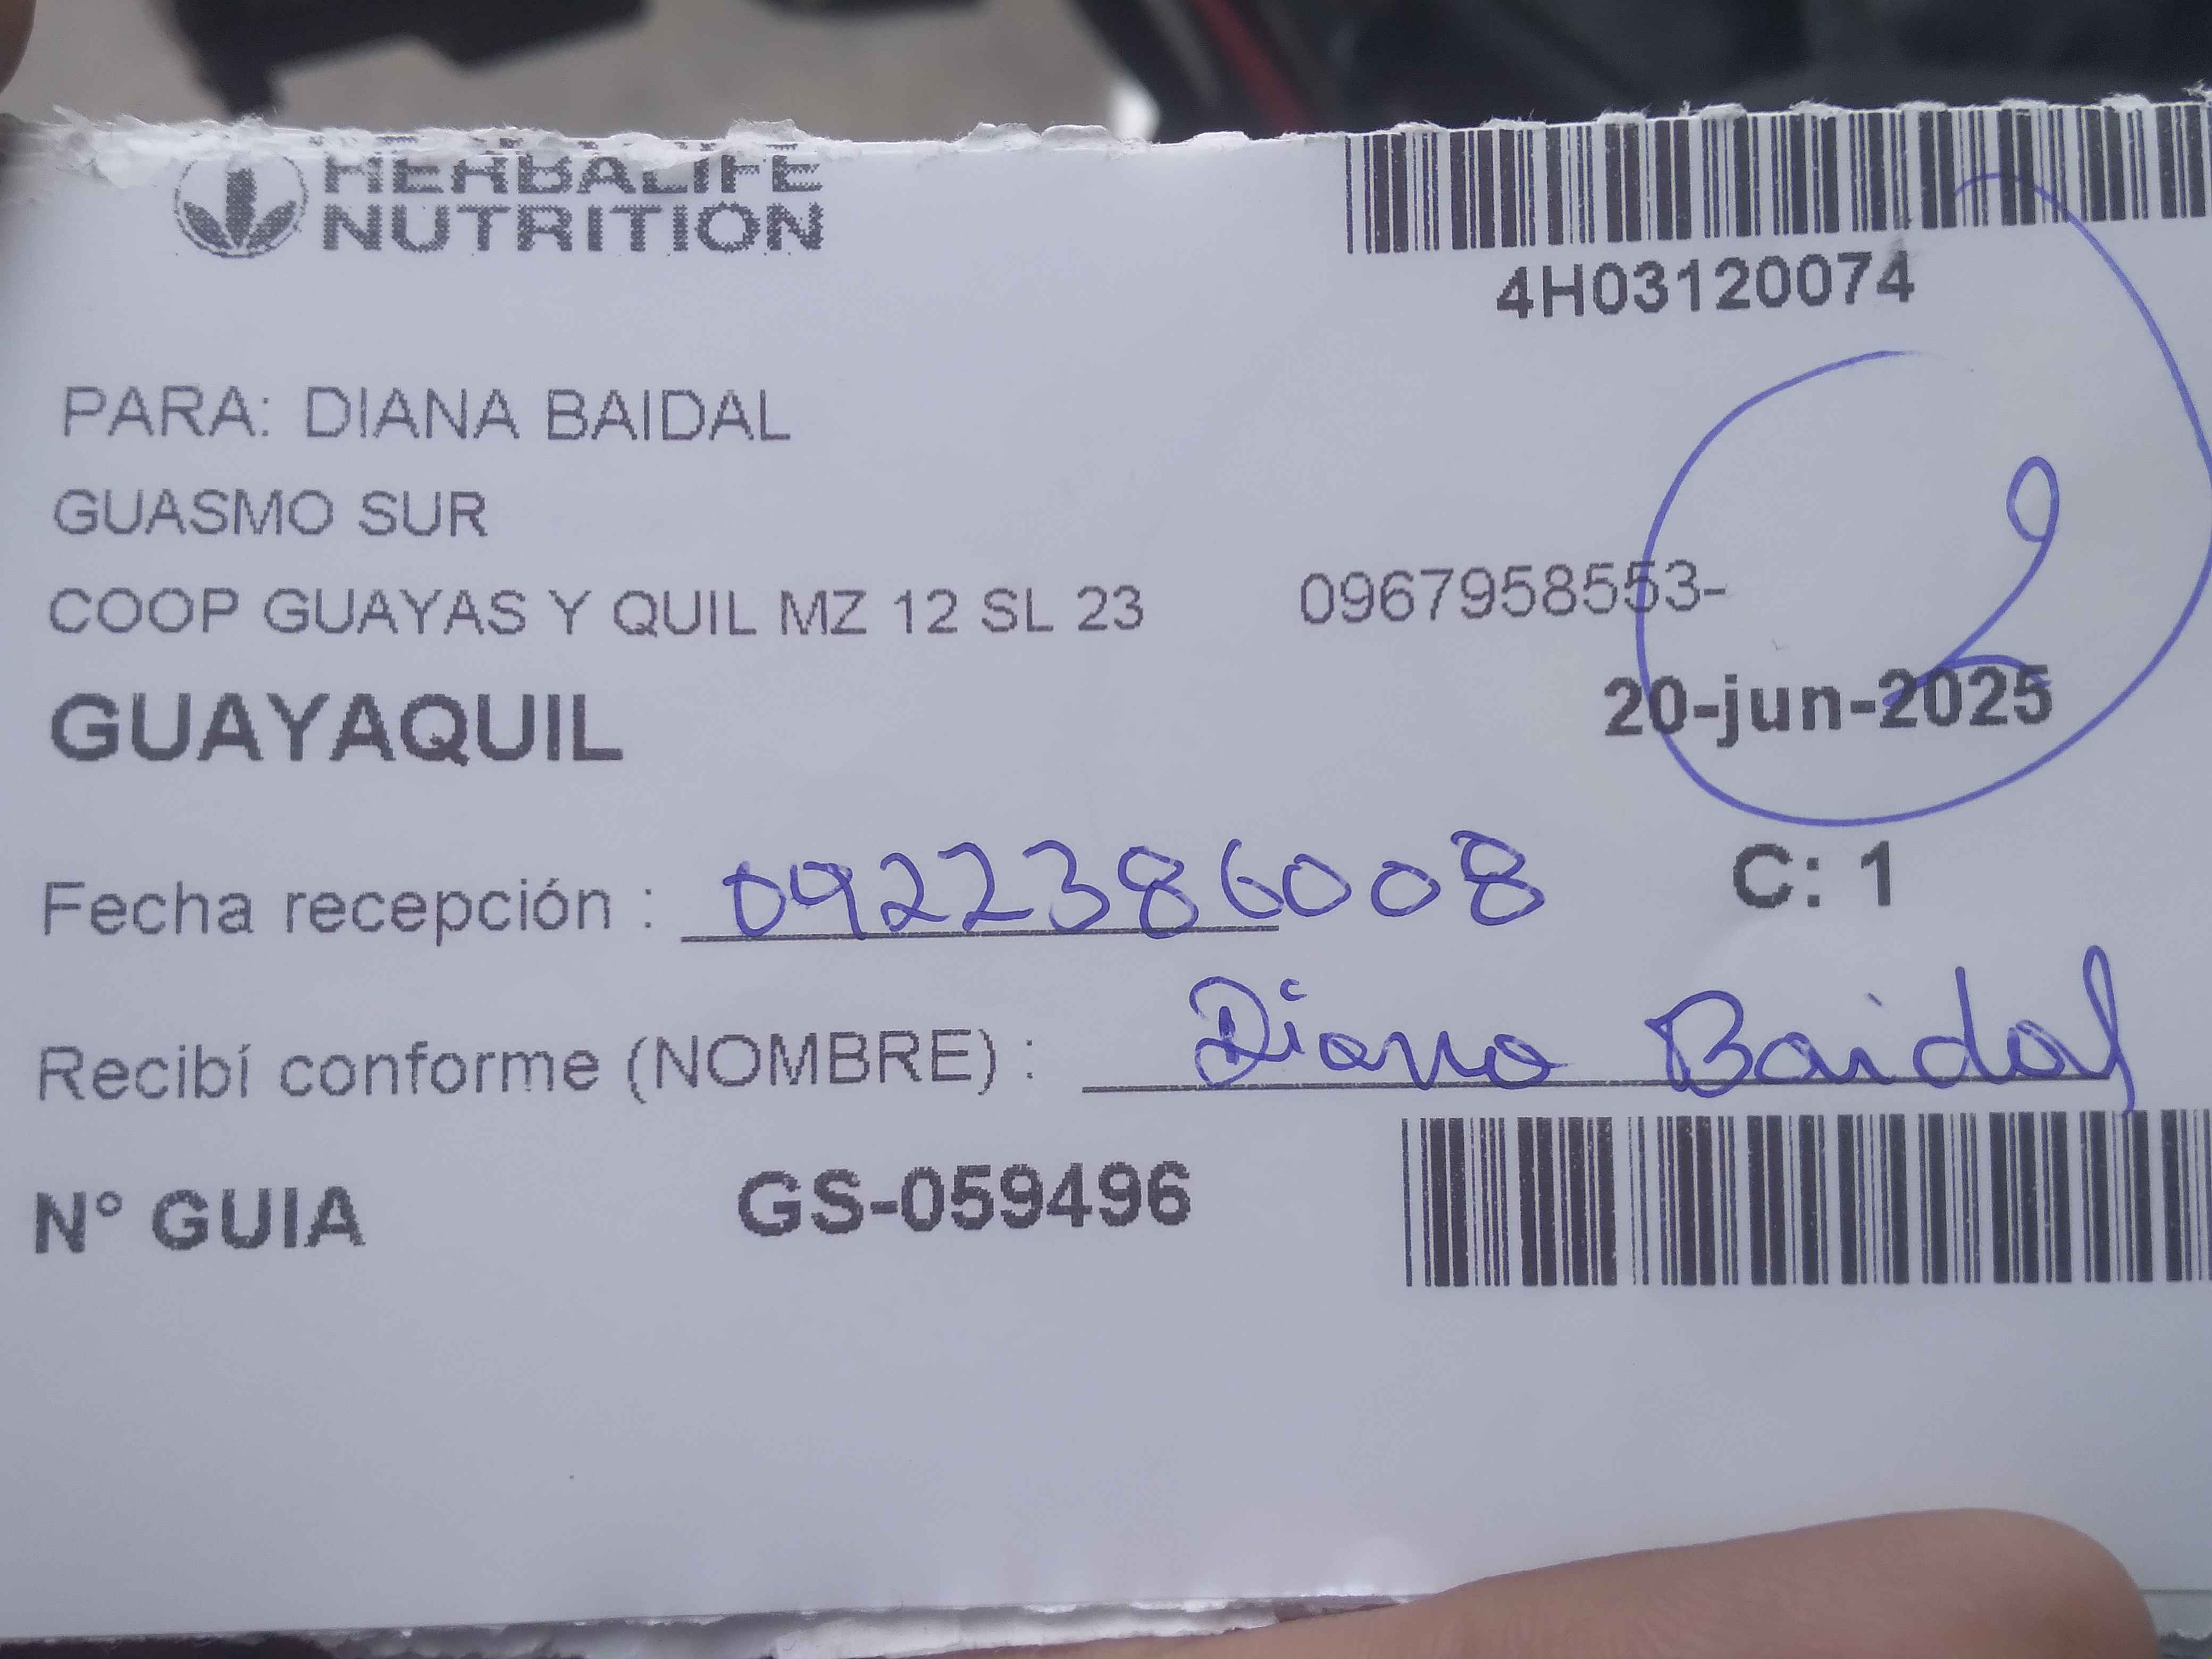 HERBALIFE
NUTRITION
4H03120074
PARA: DIANA BAIDAL
GUASMO SUR
COOP GUAYAS Y QUIL MZ 12 SL 23 0967958553-
2
GUAYAQUIL 20-jun-2025
Fecha recepción : 0922386008 C: 1
Recibí conforme (NOMBRE) : Diana Baidal
N° GUIA GS-059496